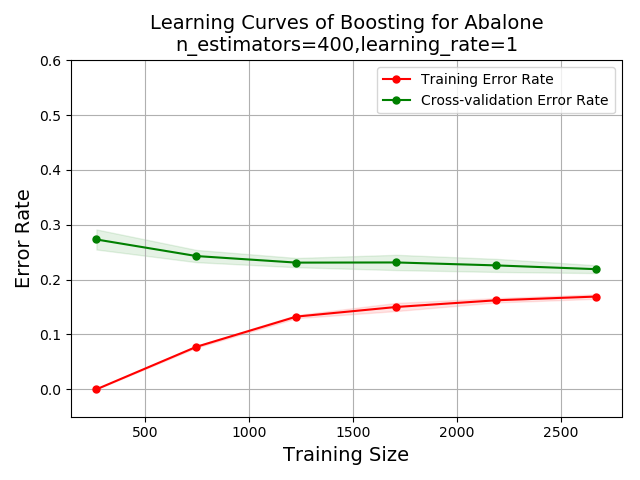 Learning Curves of Boosting for Abalone
n_estimators=400,learning_rate=1
Training Error Rate
Cross-validation Error Rate
0.6
0.5
0.4
0.3
0.2
0.1
0.0
Error Rate
500
1000
1500
2000
2500
Training Size